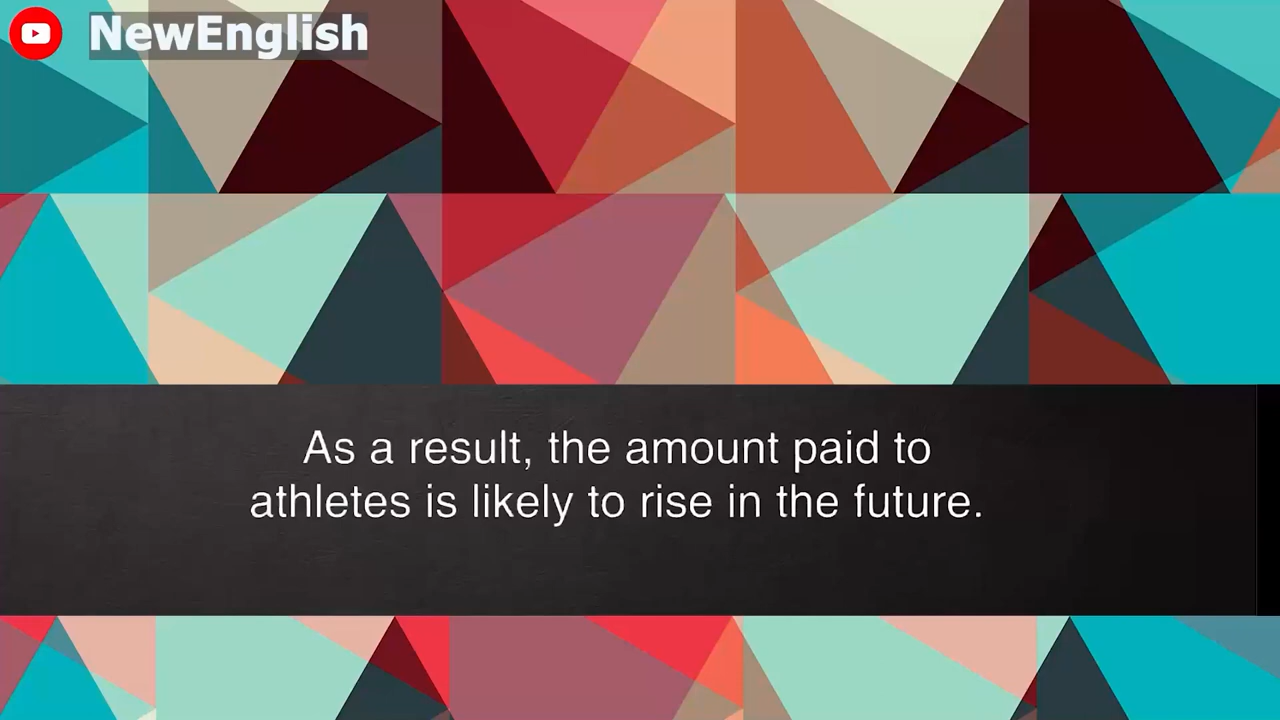 NewEnglish
As a result, the amount paid to
athletes is likely to rise in the future.